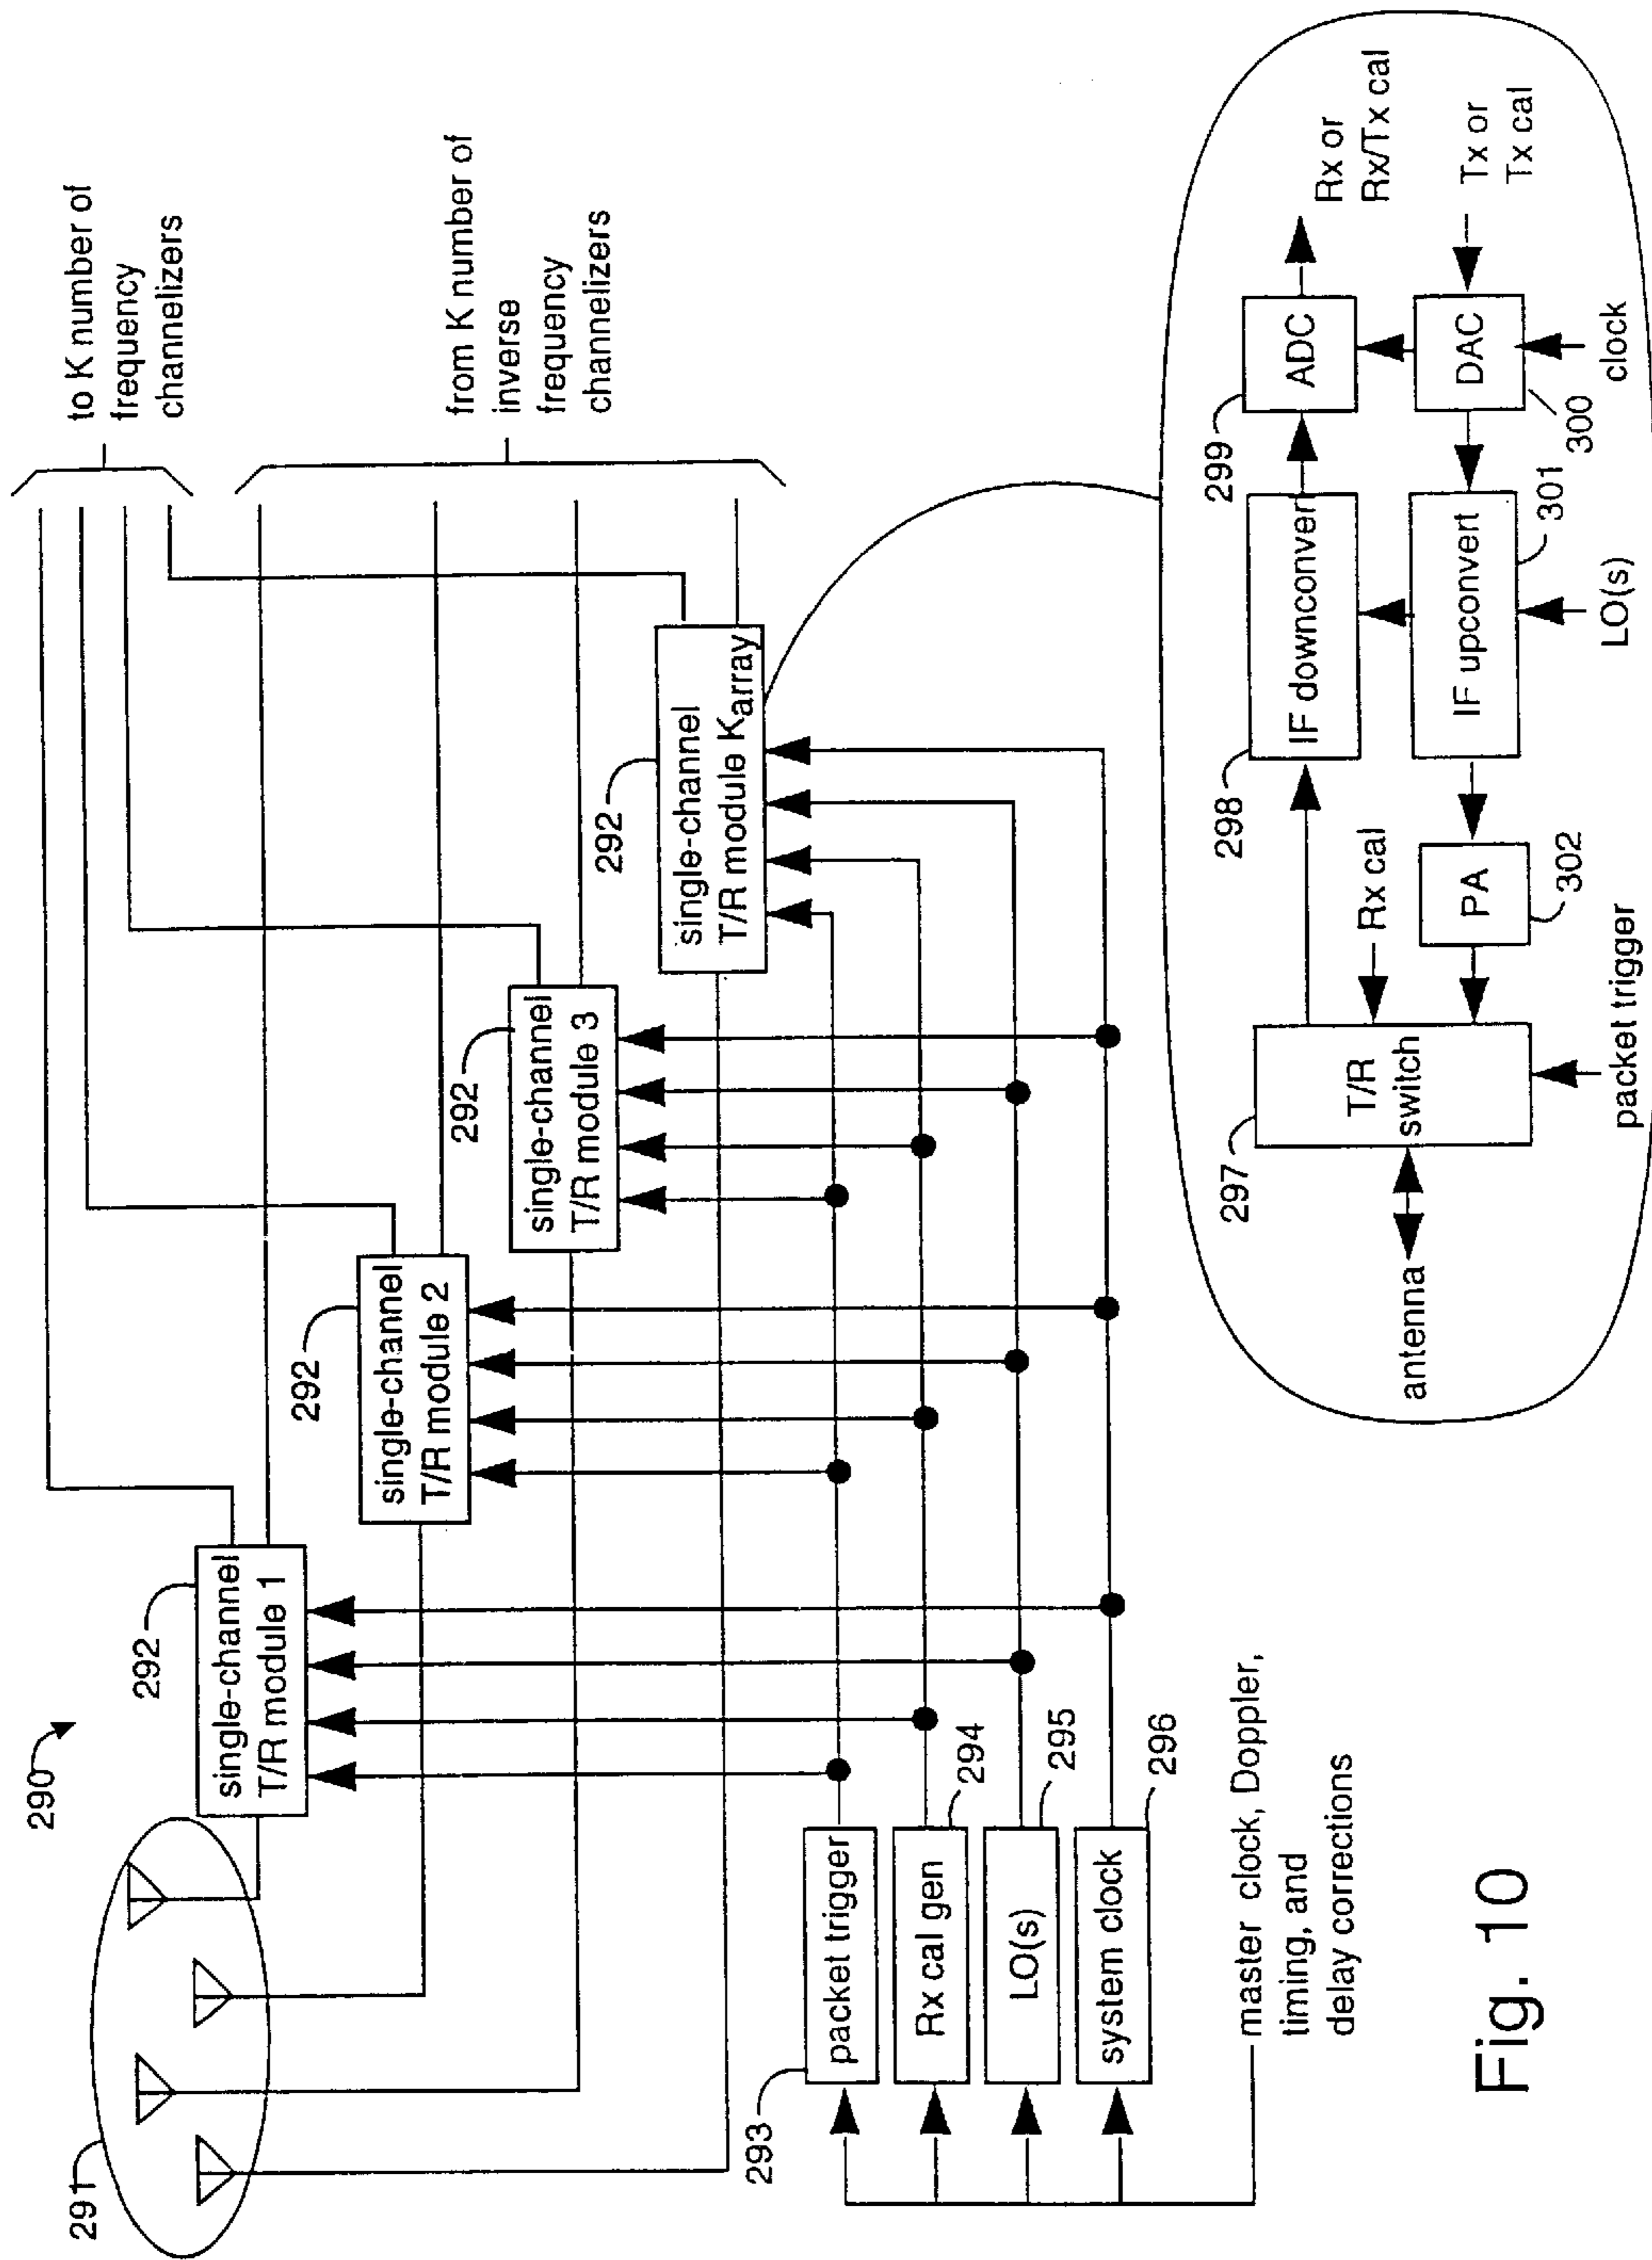 290
291
292
single-channel
T/R module 1
292
single-channel
T/R module 2
292
single-channel
T/R module 3
292
single-channel
T/R module Karray
to K number of
frequency
channelizers
from K number of
inverse
frequency
channelizers
293
packet trigger
Rx cal gen
294
LO(s)
295
system clock
296
master clock, Doppler,
timing, and
delay corrections
antenna
297
T/R
switch
packet trigger
Rx cal
PA
302
298
IF downconver
IF upconvert
301
LO(s)
299
ADC
DAC
300
clock
Rx or
Rx/Tx cal
Tx or
Tx cal
Fig. 10